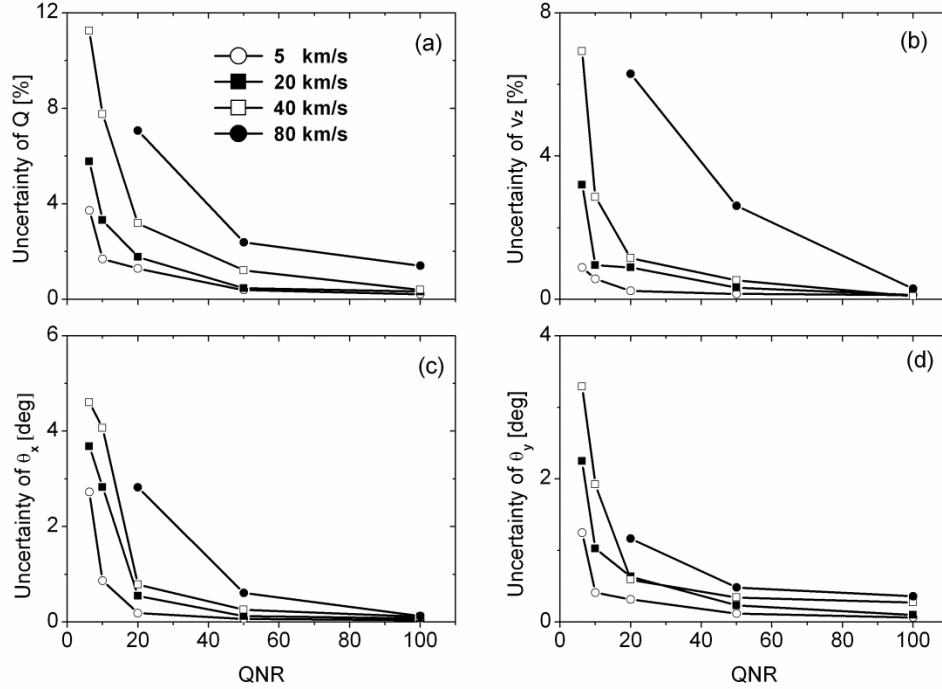 12
8
4
0
Uncertainty of Q [%]
(a)
5 km/s
20 km/s
40 km/s
80 km/s
8
4
0
Uncertainty of vz [%]
(b)
6
4
2
0
Uncertainty of θx [deg]
(c)
0 20 40 60 80 100
QNR
4
2
0
Uncertainty of θy [deg]
(d)
0 20 40 60 80 100
QNR